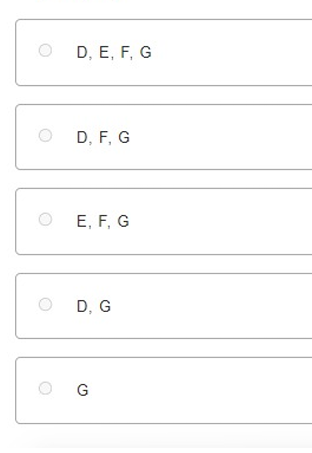 D, E, F, G
D, F, G
E, F, G
D, G
G